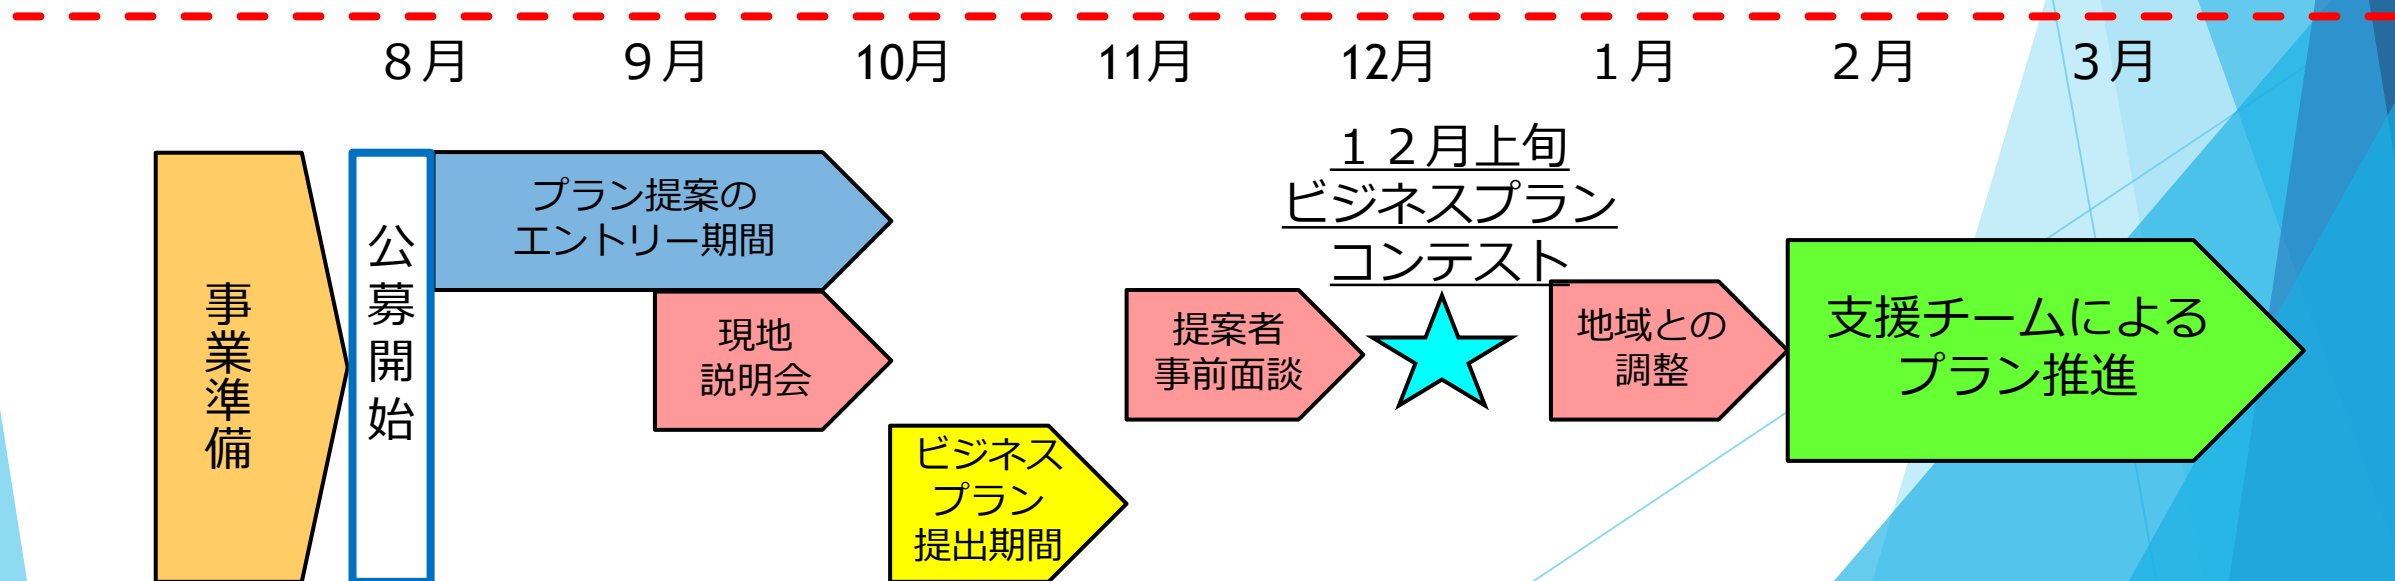 ８月 ９月 10月 11月 12月 １月 ２月 ３月
事業準備
公募開始
プラン提案の
エントリー期間
現地
説明会
ビジネス
プラン
提出期間
提案者
事前面談
１２月上旬
ビジネスプラン
コンテスト
地域との
調整
支援チームによる
プラン推進